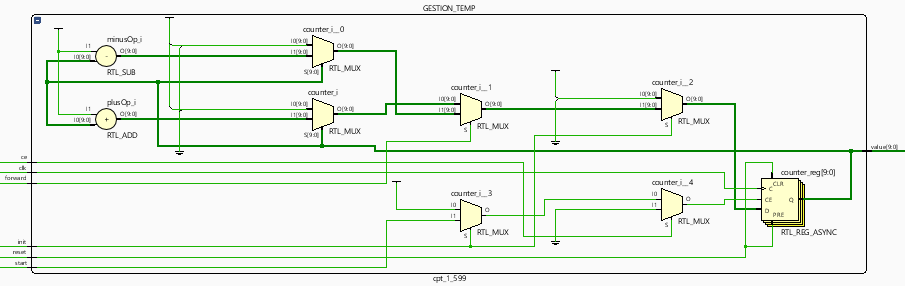 GESTION_TEMP
minusOp_i
I1
I0[9:0]
-
O[9:0]
RTL_SUB
plusOp_i
I1
I0[9:0]
+
O[9:0]
RTL_ADD
counter_i__0
I0[9:0]
I1[9:0]
S[9:0]
O[9:0]
RTL_MUX
counter_i
I0[9:0]
I1[9:0]
S[9:0]
O[9:0]
RTL_MUX
counter_i__1
I0[9:0]
I1[9:0]
S
O[9:0]
RTL_MUX
counter_i__2
I0[9:0]
I1[9:0]
S
O[9:0]
RTL_MUX
value[9:0]
ce
clk
forward
counter_i__3
I0
I1
S
O
RTL_MUX
counter_i__4
I0
I1
S
O
RTL_MUX
counter_reg[9:0]
CLR
C
CE
D
PRE
Q
RTL_REG_ASYNC
init
reset
start
cpt_1_599